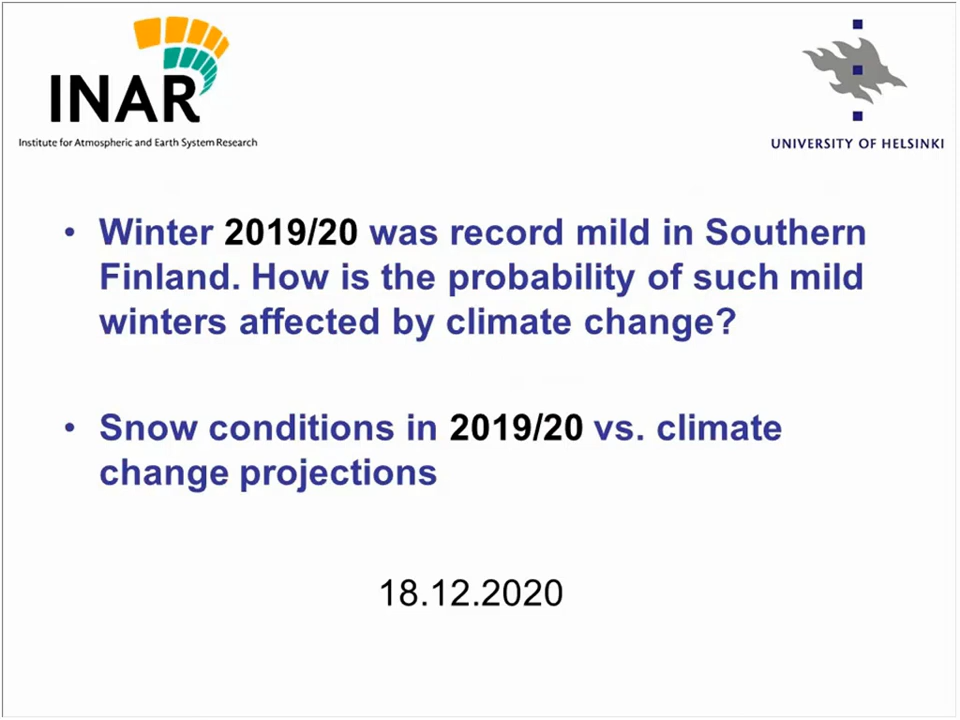 INAR
Institute for Atmospheric and Earth System Research
UNIVERSITY OF HELSINKI
• Winter 2019/20 was record mild in Southern
Finland. How is the probability of such mild
winters affected by climate change?
• Snow conditions in 2019/20 vs. climate
change projections
18.12.2020